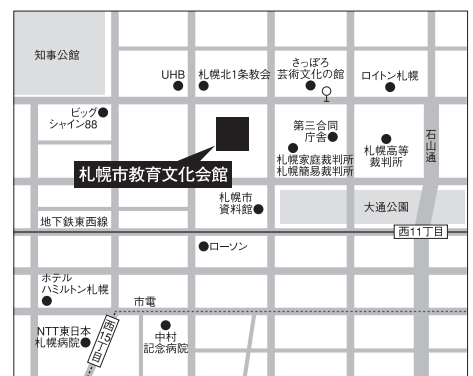 知事公館
UHB
札幌北1条教会
さっぽろ
芸術文化の館
ロイトン札幌
ビッグ
シャイン88
第三合同
庁舎
札幌家庭裁判所
札幌簡易裁判所
札幌高等
裁判所
石山通
札幌市教育文化会館
札幌市
資料館
大通公園
地下鉄東西線
西11丁目
ローソン
ホテル
ハミルトン札幌
市電
NTT東日本
札幌病院
西15丁目
中村
記念病院